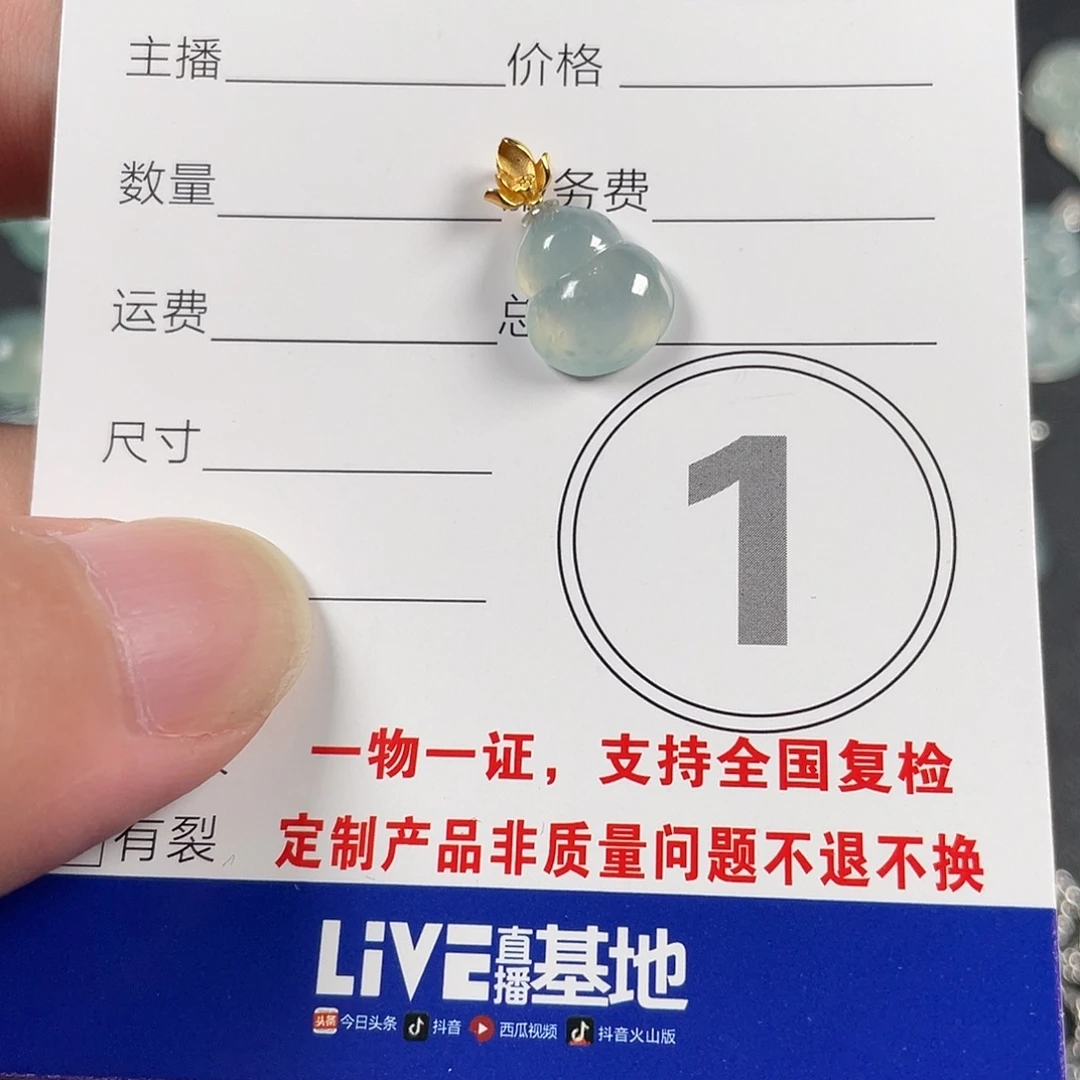 主播 价格
数量 务费
运费 总
尺寸
1
一物一证，支持全国复检
有裂
定制产品非质量问题不退不换
LiVE直播基地
头条 今日头条 抖音 西瓜视频 抖音火山版